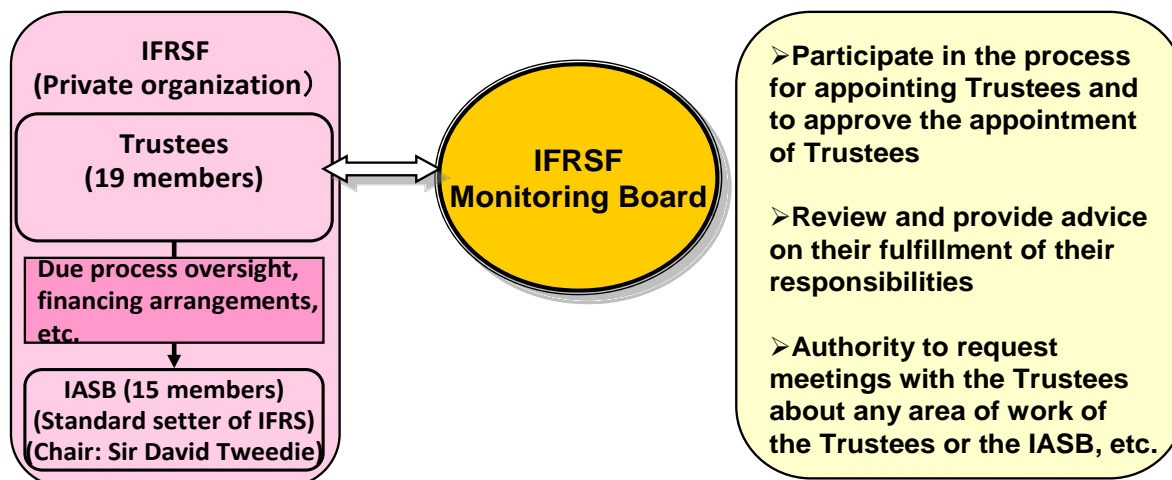 IFRSF
(Private organization）
Trustees
(19 members)
Due process oversight,
financing arrangements,
etc.
IASB (15 members)
(Standard setter of IFRS)
(Chair: Sir David Tweedie)
IFRSF
Monitoring Board
➢Participate in the process
for appointing Trustees and
to approve the appointment
of Trustees
➢Review and provide advice
on their fulfillment of their
responsibilities
➢Authority to request
meetings with the Trustees
about any area of work of
the Trustees or the IASB, etc.